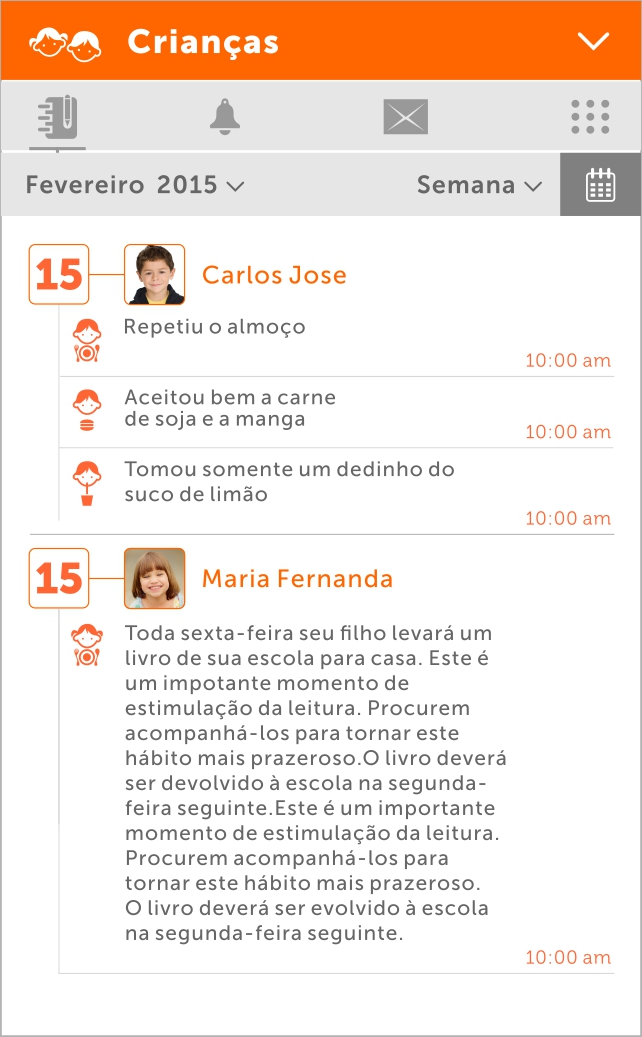 Crianças
Fevereiro 2015
Semana
15
Carlos Jose
Repetiu o almoço
10:00 am
Aceitou bem a carne
de soja e a manga
10:00 am
Tomou somente um dedinho do
suco de limão
10:00 am
15
Maria Fernanda
Toda sexta-feira seu filho levará um
livro de sua escola para casa. Este é
um impotante momento de
estimulação da leitura. Procurem
acompanhá-los para tornar este
hábito mais prazeroso.O livro deverá
ser devolvido à escola na segunda-
feira seguinte.Este é um importante
momento de estimulação da leitura.
Procurem acompanhá-los para
tornar este hábito mais prazeroso.
O livro deverá ser evolvido à escola
na segunda-feira seguinte.
10:00 am